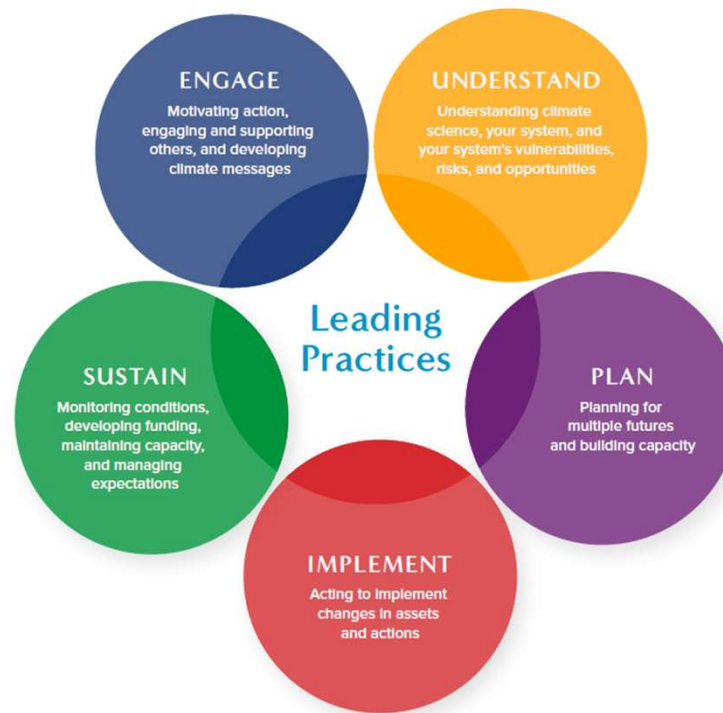 ENGAGE
Motivating action,
engaging and supporting
others, and developing
climate messages
UNDERSTAND
Understanding climate
science, your system, and
your system's vulnerabilities,
risks, and opportunities
Leading
Practices
SUSTAIN
Monitoring conditions,
developing funding,
maintaining capacity,
and managing
expectations
PLAN
Planning for
multiple futures
and building capacity
IMPLEMENT
Acting to implement
changes in assets
and actions